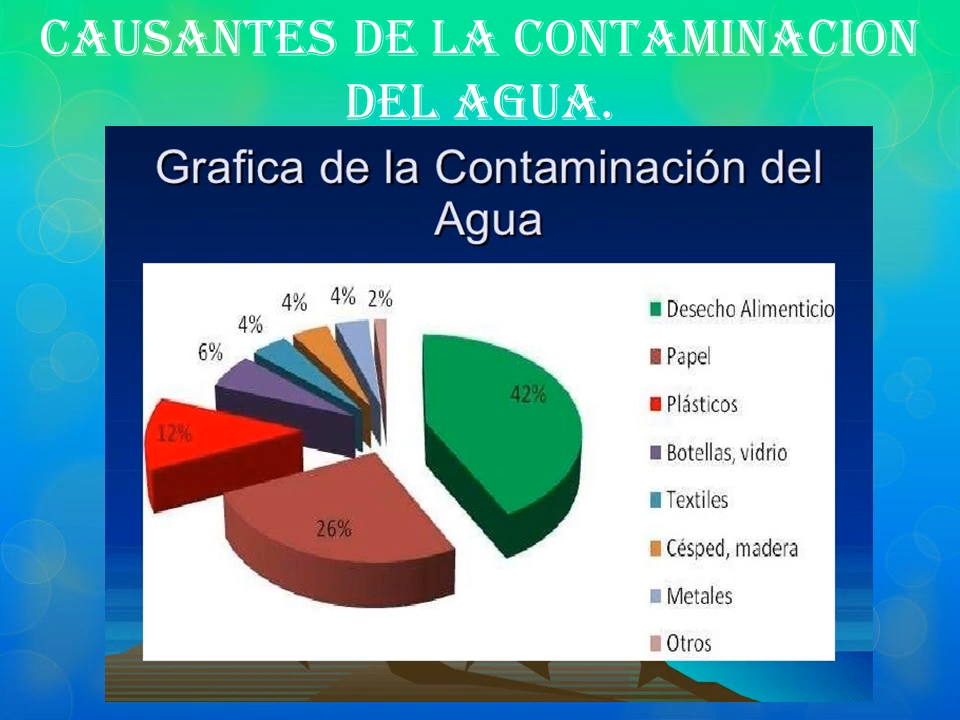 CAUSANTES DE LA CONTAMINACION
DEL AGUA.
Grafica de la Contaminación del
Agua
42%
26%
12%
6%
4%
4%
4%
2%
Desecho Alimenticio
Papel
Plásticos
Botellas, vidrio
Textiles
Césped, madera
Metales
Otros